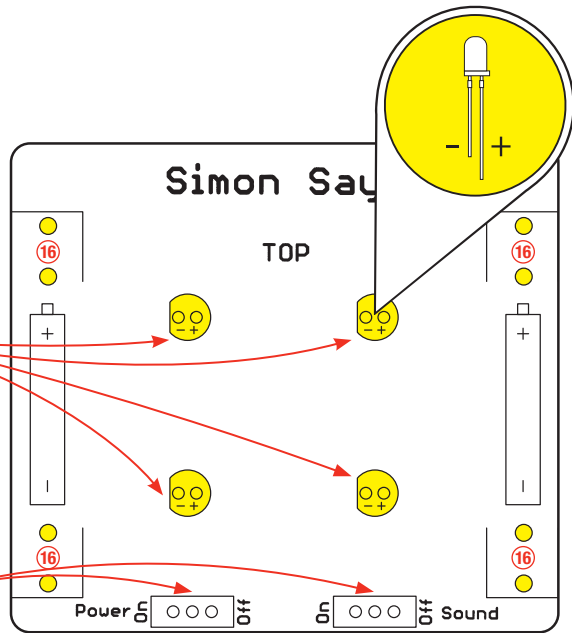 - +
Simon Say
TOP
16 16
- + - +
+ +
- -
- + - +
16 16
Power On Off On Off Sound